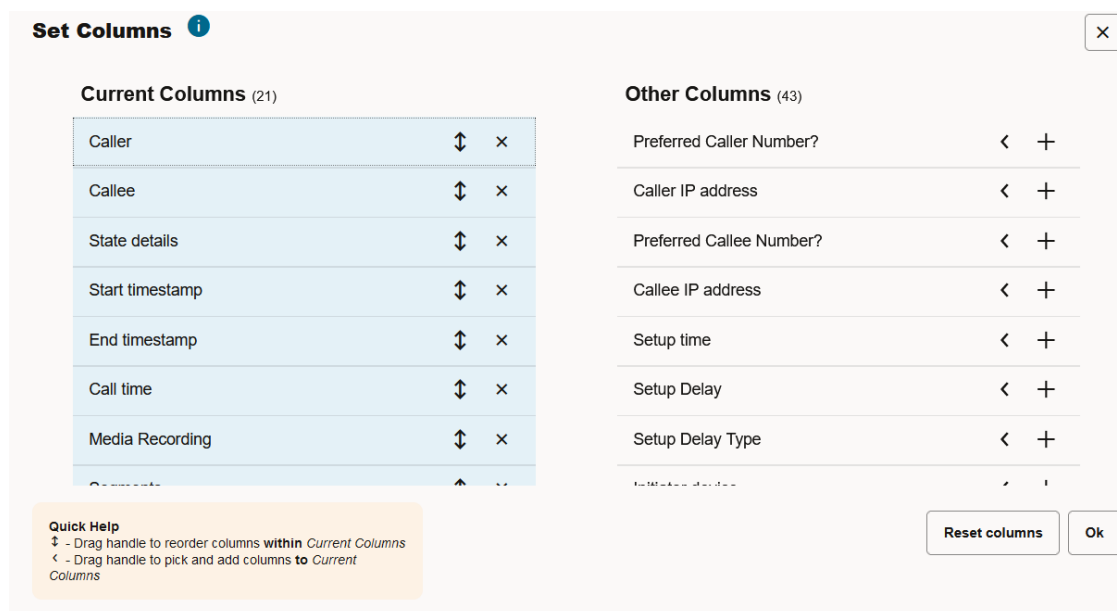 Set Columns
Current Columns (21)
Caller
Callee
State details
Start timestamp
End timestamp
Call time
Media Recording
Other Columns (43)
Preferred Caller Number?
Caller IP address
Preferred Callee Number?
Callee IP address
Setup time
Setup Delay
Setup Delay Type
Quick Help
↕ - Drag handle to reorder columns within Current Columns
‹ - Drag handle to pick and add columns to Current
Columns
Reset columns
Ok